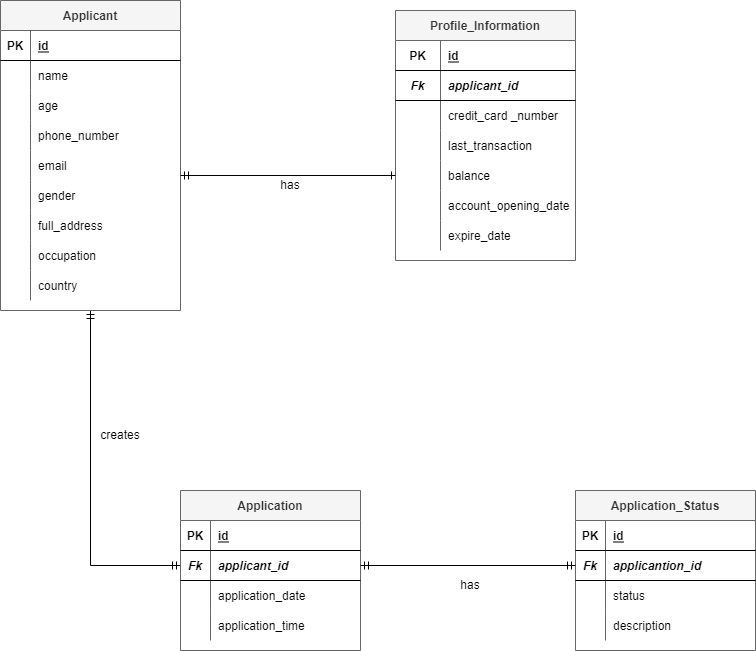 Applicant
PK id
name
age
phone_number
email
gender
full_address
occupation
country
Profile_Information
PK id
Fk applicant_id
credit_card _number
last_transaction
balance
account_opening_date
expire_date
has
creates
Application
PK id
Fk applicant_id
application_date
application_time
has
Application_Status
PK id
Fk applicantion_id
status
description